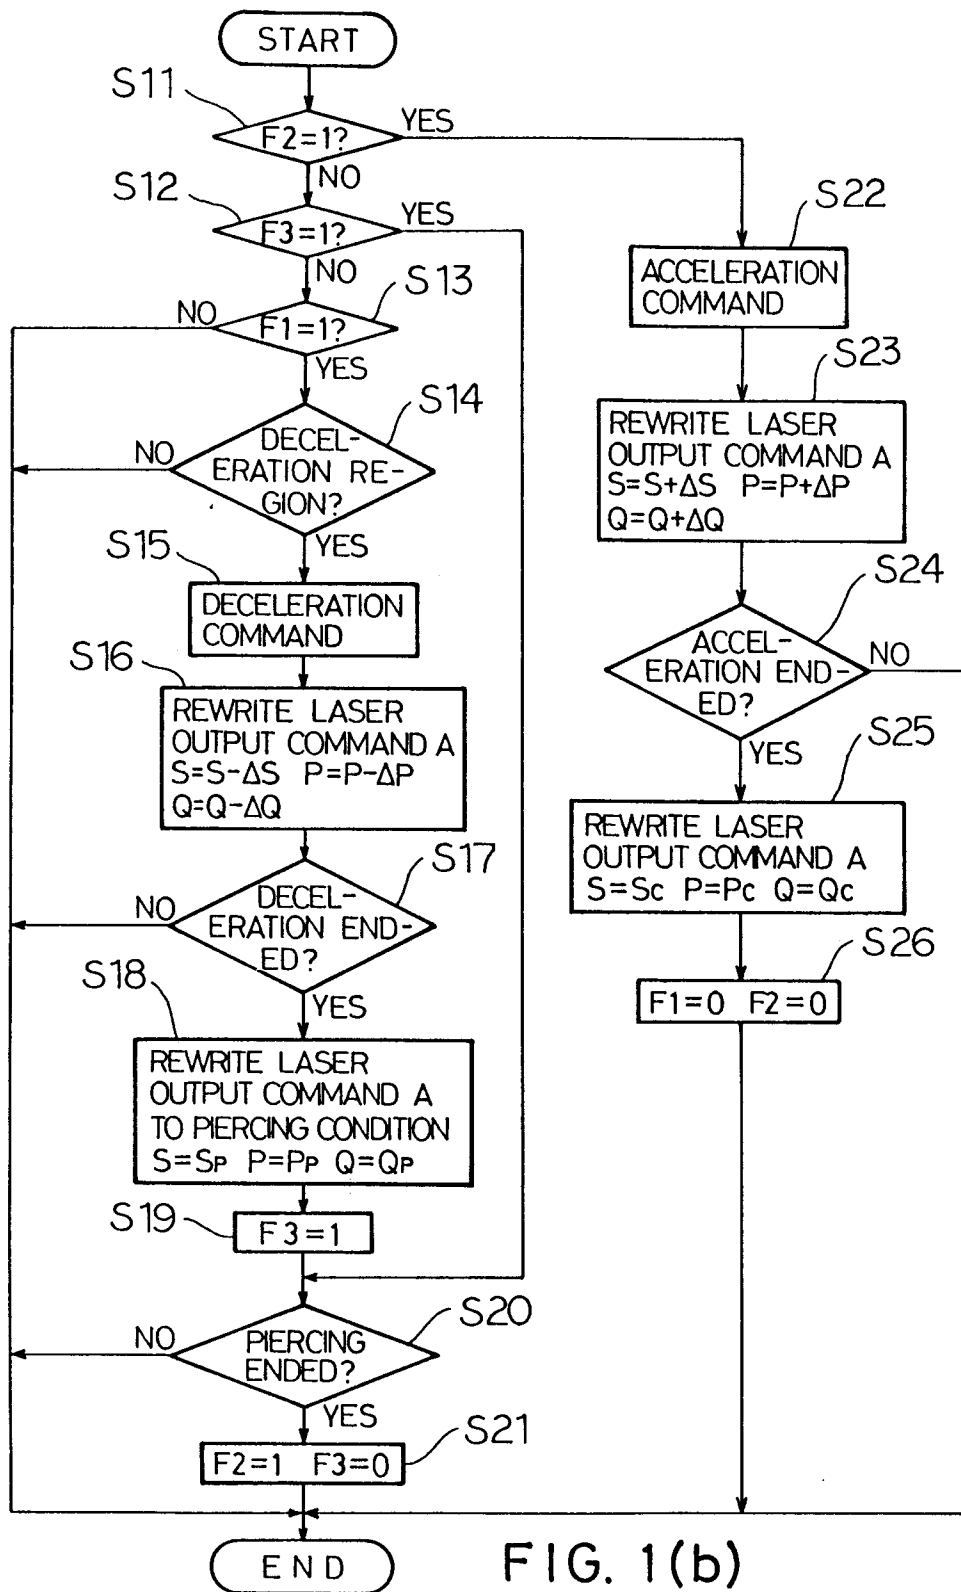 START
S11
F2=1?
YES
NO
S12
F3=1?
YES
NO
S13
F1=1?
NO
YES
S14
DECEL-
ERATION RE-
GION?
NO
YES
S15
DECELERATION
COMMAND
S16
REWRITE LASER
OUTPUT COMMAND A
S=S-ΔS P=P-ΔP
Q=Q-ΔQ
S17
DECEL-
ERATION END-
ED?
NO
YES
S18
REWRITE LASER
OUTPUT COMMAND A
TO PIERCING CONDITION
S=SP P=PP Q=QP
S19
F3=1
S20
PIERCING
ENDED?
NO
YES
S21
F2=1 F3=0
END
S22
ACCELERATION
COMMAND
S23
REWRITE LASER
OUTPUT COMMAND A
S=S+ΔS P=P+ΔP
Q=Q+ΔQ
S24
ACCEL-
ERATION END-
ED?
NO
YES
S25
REWRITE LASER
OUTPUT COMMAND A
S=Sc P=Pc Q=Qc
S26
F1=0 F2=0
FIG. 1(b)